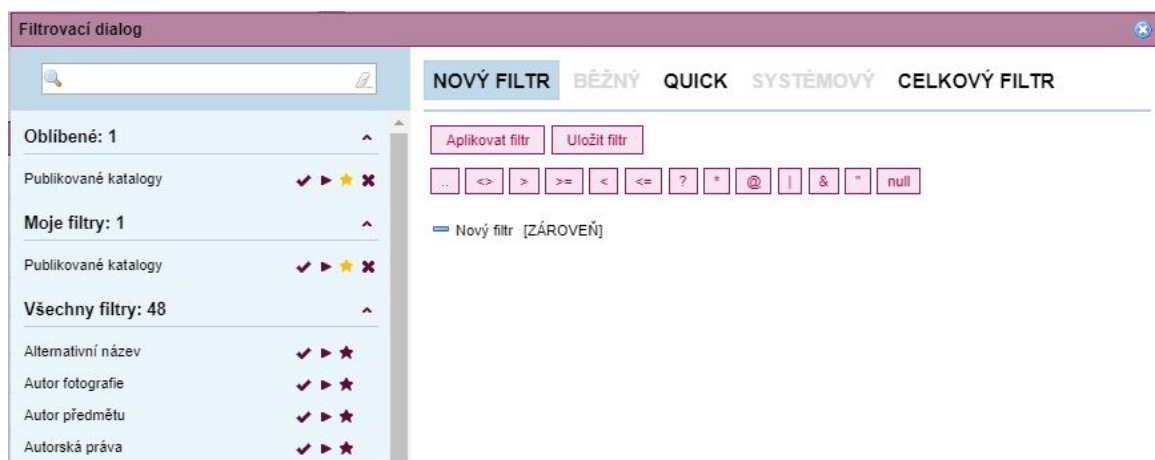 Filtrovací dialog
NOVÝ FILTR BĚŽNÝ QUICK SYSTÉMOVÝ CELKOVÝ FILTR
Oblíbené: 1
Publikované katalogy
Moje filtry: 1
Publikované katalogy
Všechny filtry: 48
Alternativní název
Autor fotografie
Autor předmětu
Autorská práva
Aplikovat filtr Uložit filtr
.. <> > >= < <= ? * @ | & " null
Nový filtr [ZÁROVEŇ]